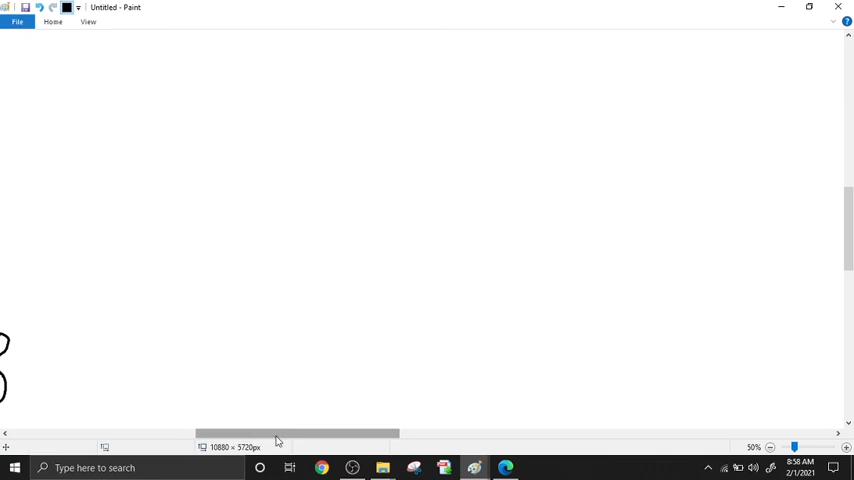 Untitled - Paint
File Home View ?
10880 × 5720px 50%
Type here to search
8:58 AM
2/1/2021